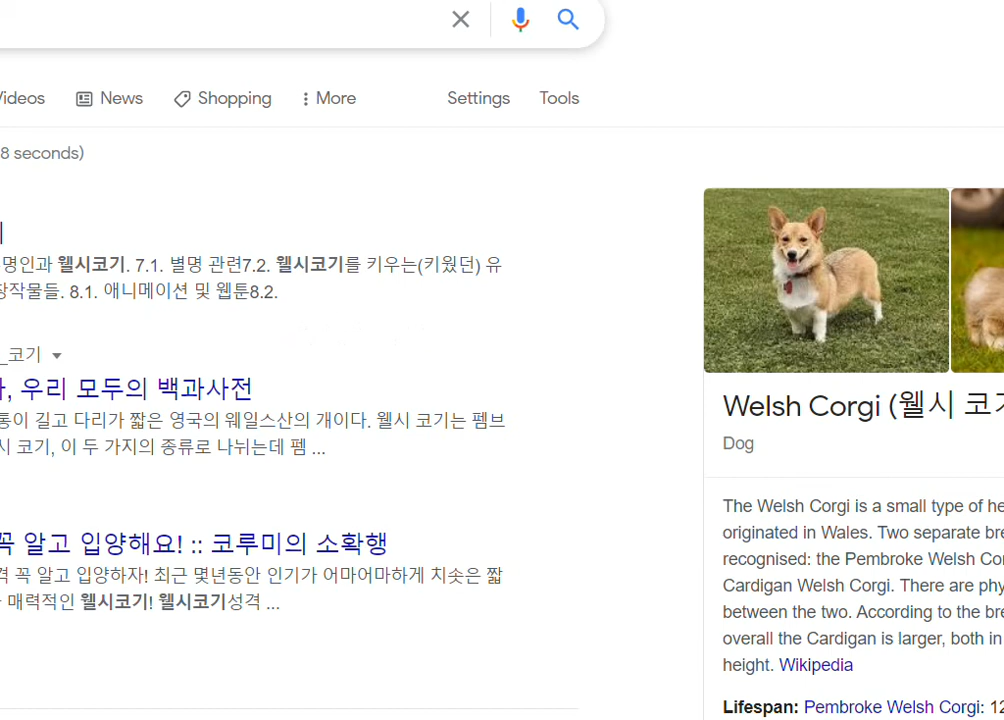 Videos News Shopping More Settings Tools
8 seconds)
명인과 웰시코기. 7.1. 별명 관련7.2. 웰시코기를 키우는(키웠던) 유
창작물들. 8.1. 애니메이션 및 웹툰8.2.
_코기
, 우리 모두의 백과사전
통이 길고 다리가 짧은 영국의 웨일스산의 개이다. 웰시 코기는 펨브
시 코기, 이 두 가지의 종류로 나뉘는데 펨 ...
꼭 알고 입양해요! :: 코루미의 소확행
격 꼭 알고 입양하자! 최근 몇년동안 인기가 어마어마하게 치솟은 짧
매력적인 웰시코기! 웰시코기성격 ...
Welsh Corgi (웰시 코기
Dog
The Welsh Corgi is a small type of he
originated in Wales. Two separate bre
recognised: the Pembroke Welsh Cor
Cardigan Welsh Corgi. There are phy
between the two. According to the bre
overall the Cardigan is larger, both in
height. Wikipedia
Lifespan: Pembroke Welsh Corgi: 12